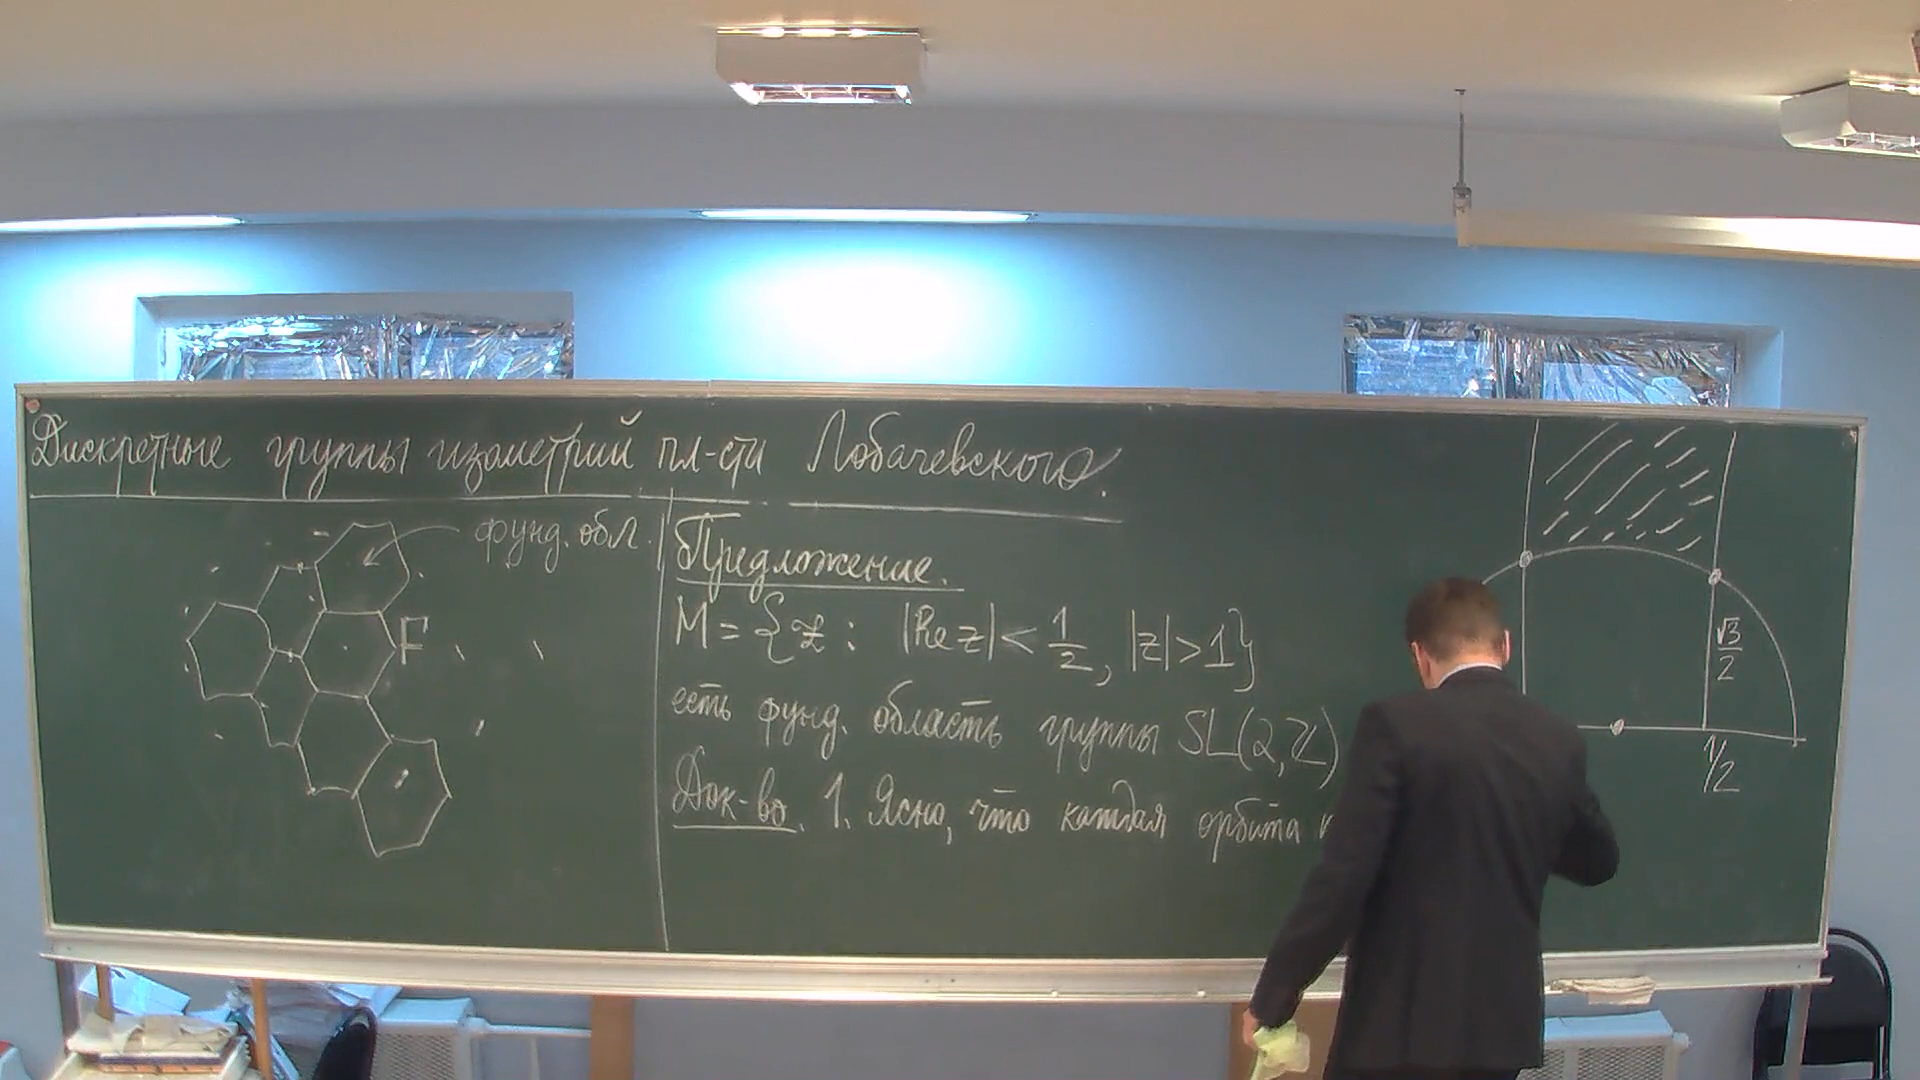 Дискретные группы изометрий пл-сти Лобачевского.
фунд. обл.
F
Предложение.
M = {z : |Re z| < 1/2, |z| > 1}
есть фунд. область группы SL(2,ℤ)
Док-во. 1. Ясно, что каждая орбита
√3/2
1/2